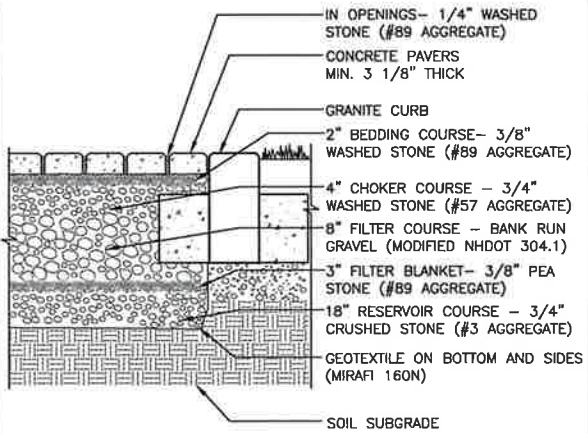 IN OPENINGS– 1/4" WASHED
STONE (#89 AGGREGATE)
CONCRETE PAVERS
MIN. 3 1/8" THICK
GRANITE CURB
2" BEDDING COURSE– 3/8"
WASHED STONE (#89 AGGREGATE)
4" CHOKER COURSE – 3/4"
WASHED STONE (#57 AGGREGATE)
8" FILTER COURSE – BANK RUN
GRAVEL (MODIFIED NHDOT 304.1)
3" FILTER BLANKET– 3/8" PEA
STONE (#89 AGGREGATE)
18" RESERVOIR COURSE – 3/4"
CRUSHED STONE (#3 AGGREGATE)
GEOTEXTILE ON BOTTOM AND SIDES
(MIRAFI 160N)
SOIL SUBGRADE